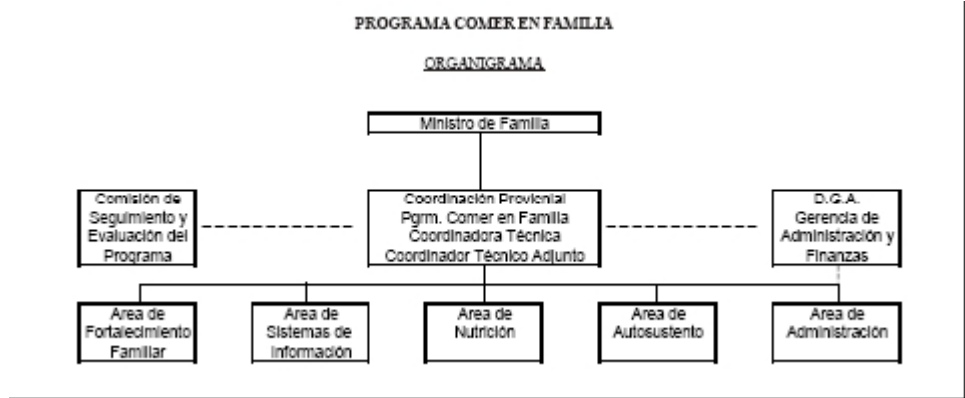 PROGRAMA COMER EN FAMILIA
ORGANIGRAMA
Ministro de Familia
Comisión de
Seguimiento y
Evaluación del
Programa
Coordinación Provienial
Pgrm. Comer en Familia
Coordinadora Técnica
Coordinador Técnico Adjunto
D.G.A.
Gerencia de
Administración y
Finanzas
Area de
Fortalecimiento
Familiar
Area de
Sistemas de
Información
Area de
Nutrición
Area de
Autosustento
Area de
Administración